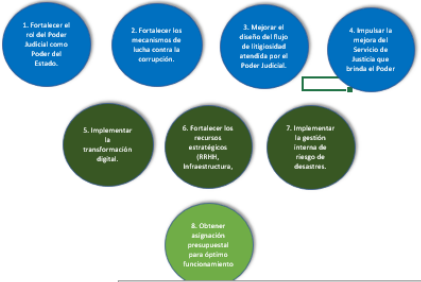 1. Fortalecer el
rol del Poder
Judicial como
Poder del
Estado.
2. Fortalecer los
mecanismos de
lucha contra la
corrupción.
3. Mejorar el
diseño del flujo
de litigiosidad
atendida por el
Poder Judicial.
4. Impulsar la
mejora del
Servicio de
Justicia que
brinda el Poder
5. Implementar
la
transformación
digital.
6. Fortalecer los
recursos
estratégicos
(RRHH,
Infraestructura,
7. Implementar
la gestión
interna de
riesgo de
desastres.
8. Obtener
asignación
presupuestal
para óptimo
funcionamiento